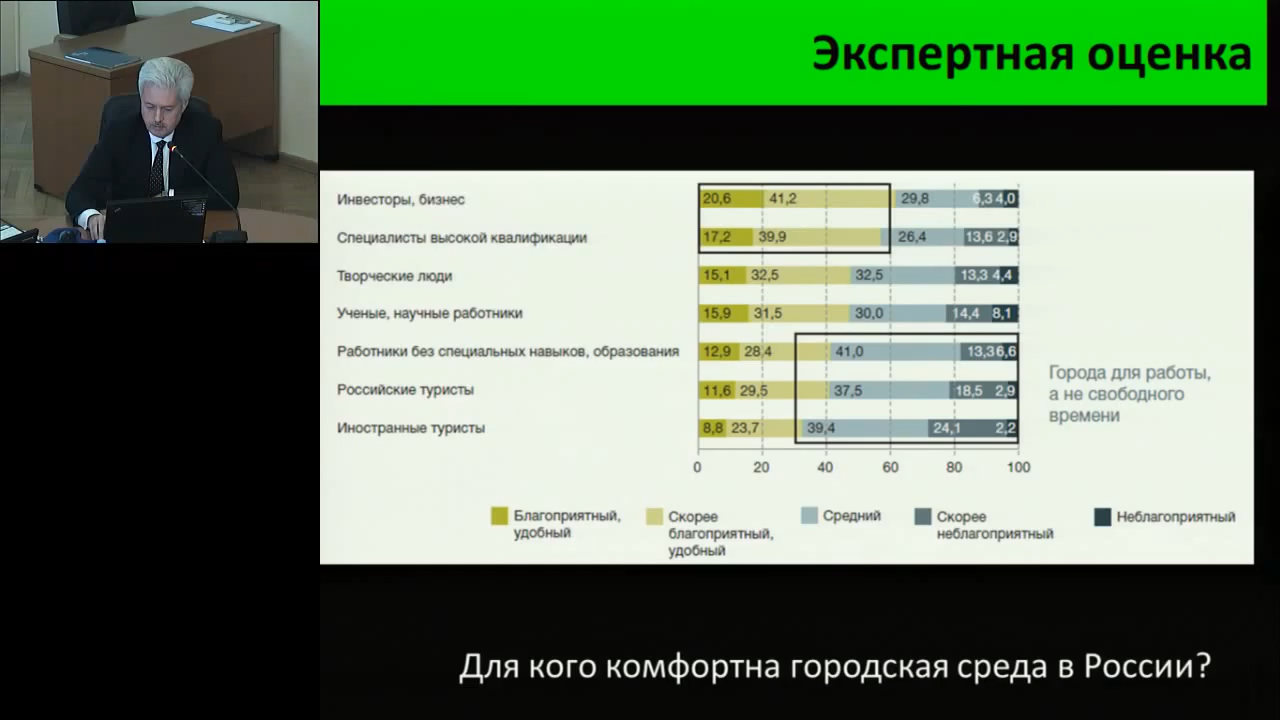 Экспертная оценка
Инвесторы, бизнес 20,6 41,2 29,8 6,3 4,0
Специалисты высокой квалификации 17,2 39,9 26,4 13,6 2,9
Творческие люди 15,1 32,5 32,5 13,3 4,4
Ученые, научные работники 15,9 31,5 30,0 14,4 8,1
Работники без специальных навыков, образования 12,9 28,4 41,0 13,3 6,6
Российские туристы 11,6 29,5 37,5 18,5 2,9
Иностранные туристы 8,8 23,7 39,4 24,1 2,2
Города для работы,
а не свободного
времени
0 20 40 60 80 100
Благоприятный,
удобный
Скорее
благоприятный,
удобный
Средний
Скорее
неблагоприятный
Неблагоприятный
Для кого комфортна городская среда в России?